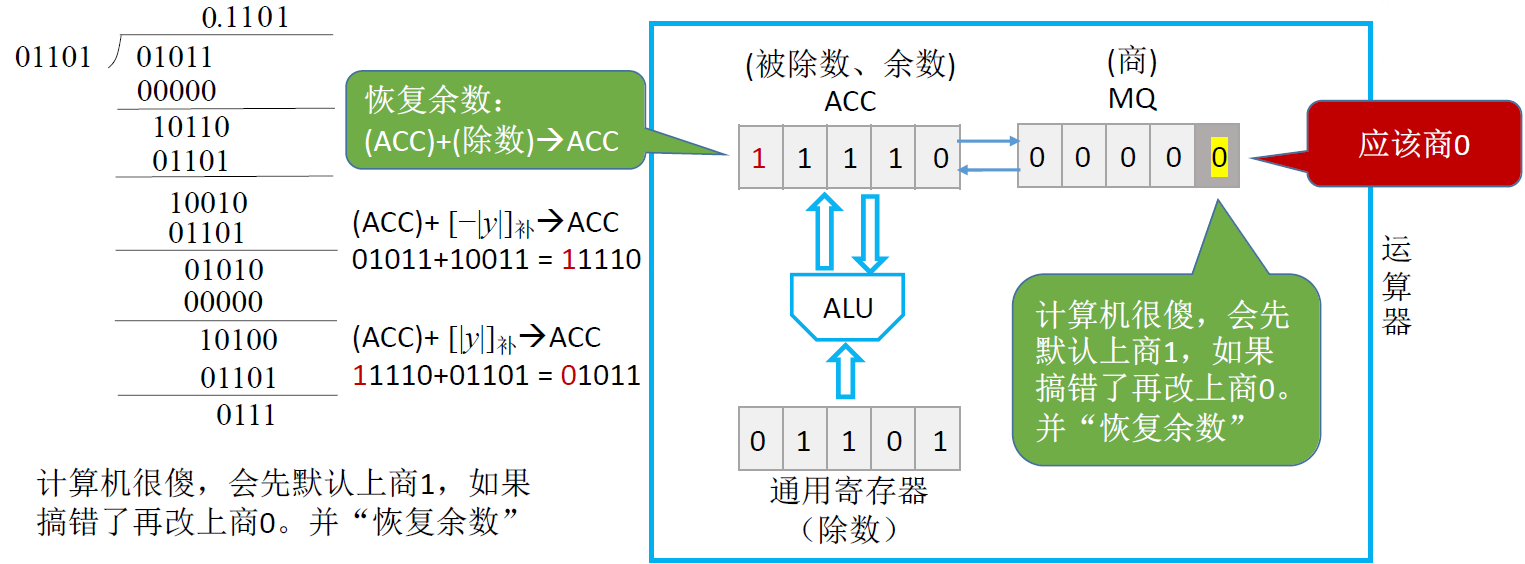 0.1101
01101
01011
00000
10110
01101
10010
01101
01010
00000
10100
01101
0111
恢复余数：
(ACC)+(除数)→ACC
(ACC)+ [−|y|]补→ACC
01011+10011 = 11110
(ACC)+ [|y|]补→ACC
11110+01101 = 01011
计算机很傻，会先默认上商1，如果
搞错了再改上商0。并“恢复余数”
(被除数、余数)
ACC
1 1 1 1 0
(商)
MQ
0 0 0 0 0
应该商0
ALU
0 1 1 0 1
通用寄存器
（除数）
计算机很傻，会先
默认上商1，如果
搞错了再改上商0。
并“恢复余数”
运算器